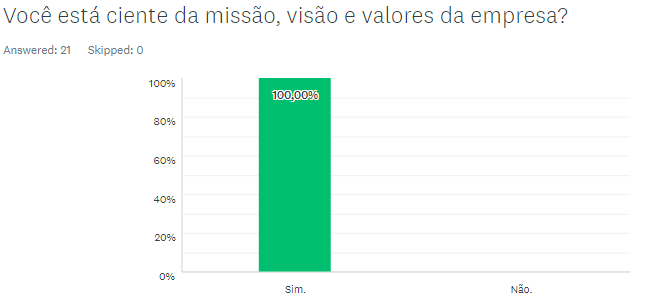 Você está ciente da missão, visão e valores da empresa?
Answered: 21 Skipped: 0
100%
100,00%
80%
60%
40%
20%
0%
Sim. Não.